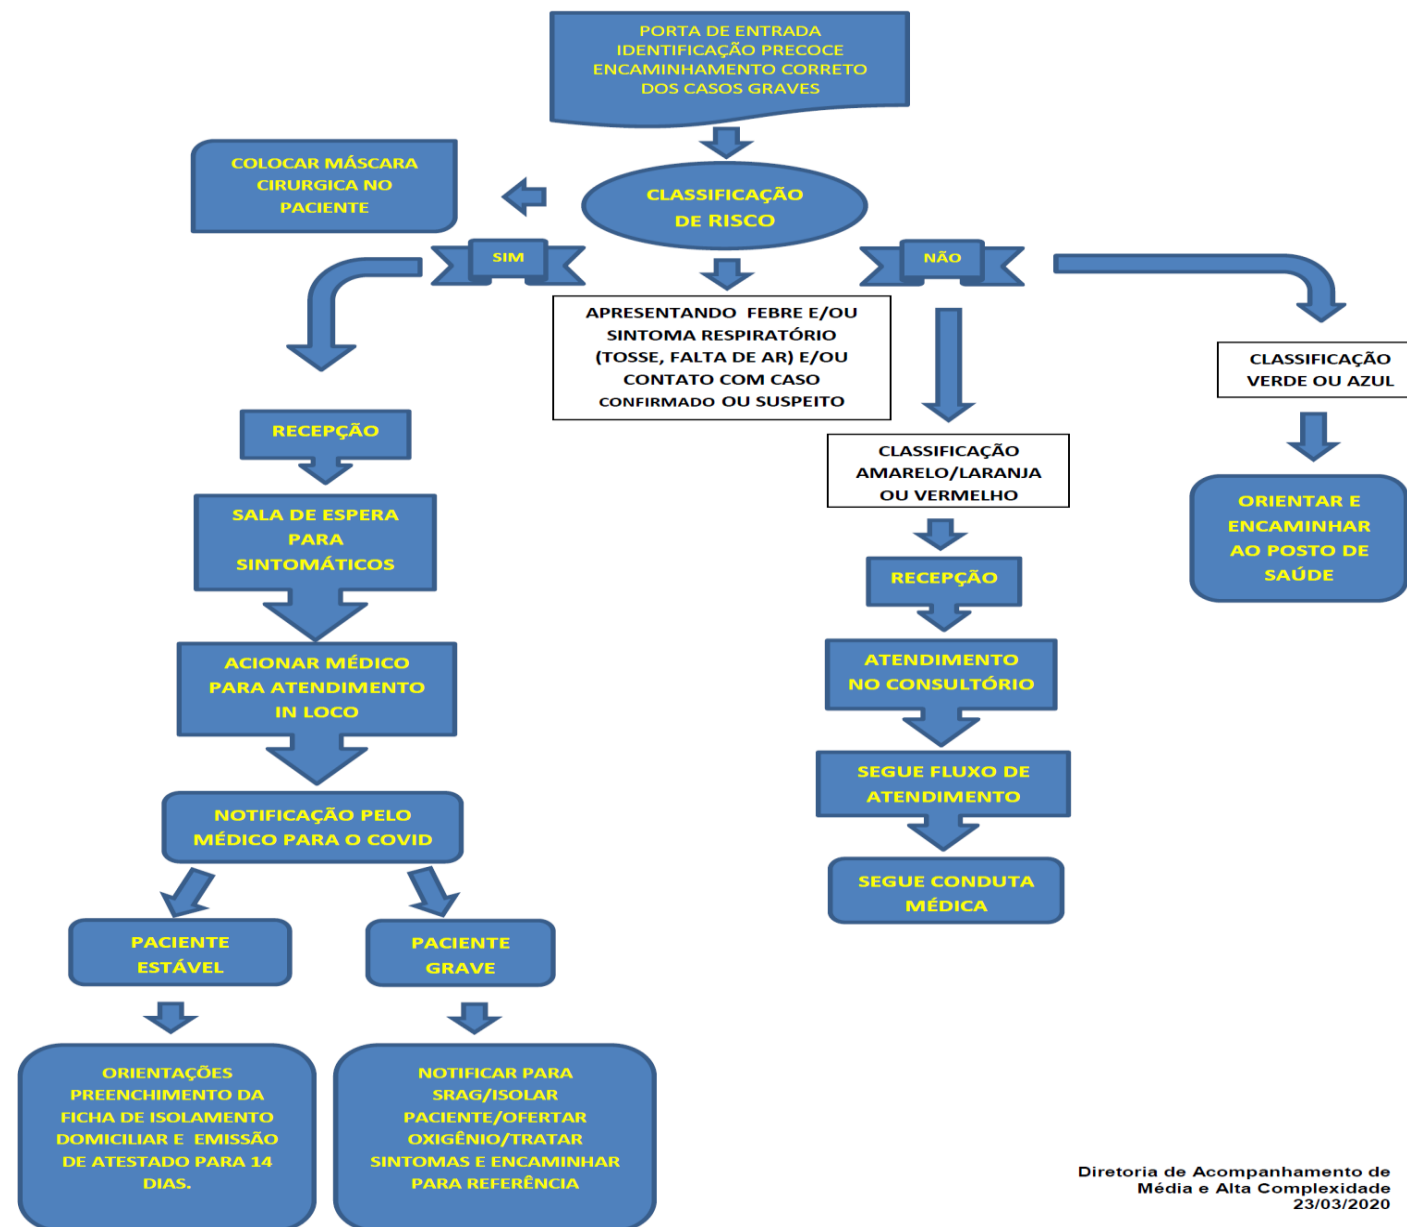 PORTA DE ENTRADA
IDENTIFICAÇÃO PRECOCE
ENCAMINHAMENTO CORRETO
DOS CASOS GRAVES
COLOCAR MÁSCARA
CIRURGICA NO
PACIENTE
CLASSIFICAÇÃO
DE RISCO
SIM
NÃO
APRESENTANDO FEBRE E/OU
SINTOMA RESPIRATÓRIO
(TOSSE, FALTA DE AR) E/OU
CONTATO COM CASO
CONFIRMADO OU SUSPEITO
CLASSIFICAÇÃO
VERDE OU AZUL
RECEPÇÃO
CLASSIFICAÇÃO
AMARELO/LARANJA
OU VERMELHO
SALA DE ESPERA
PARA
SINTOMÁTICOS
ORIENTAR E
ENCAMINHAR
AO POSTO DE
SAÚDE
RECEPÇÃO
ACIONAR MÉDICO
PARA ATENDIMENTO
IN LOCO
ATENDIMENTO
NO CONSULTÓRIO
SEGUE FLUXO DE
ATENDIMENTO
NOTIFICAÇÃO PELO
MÉDICO PARA O COVID
SEGUE CONDUTA
MÉDICA
PACIENTE
ESTÁVEL
PACIENTE
GRAVE
ORIENTAÇÕES
PREENCHIMENTO DA
FICHA DE ISOLAMENTO
DOMICILIAR E EMISSÃO
DE ATESTADO PARA 14
DIAS.
NOTIFICAR PARA
SRAG/ISOLAR
PACIENTE/OFERTAR
OXIGÊNIO/TRATAR
SINTOMAS E ENCAMINHAR
PARA REFERÊNCIA
Diretoria de Acompanhamento de
Média e Alta Complexidade
23/03/2020